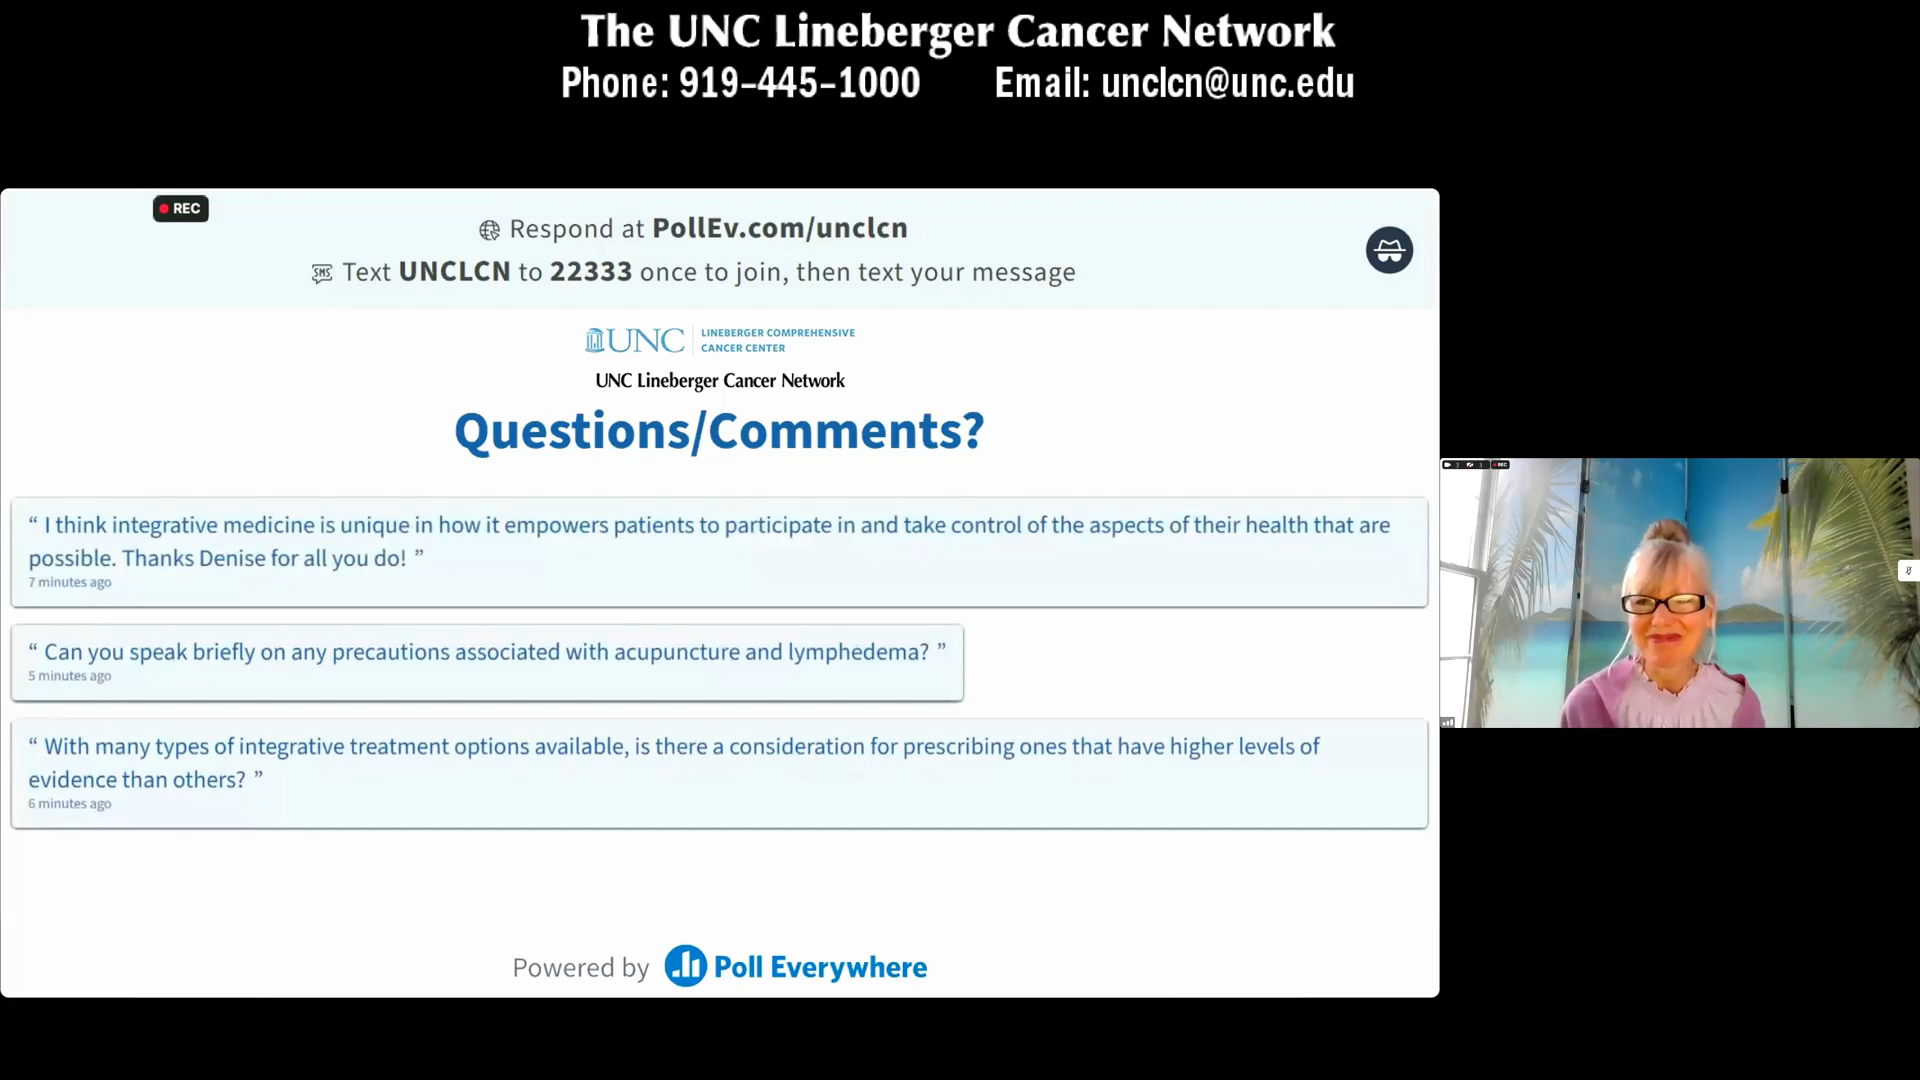 The UNC Lineberger Cancer Network
Phone: 919-445-1000 Email: unclcn@unc.edu
REC
Respond at PollEv.com/unclcn
SMS Text UNCLCN to 22333 once to join, then text your message
UNC LINEBERGER COMPREHENSIVE
CANCER CENTER
UNC Lineberger Cancer Network
Questions/Comments?
“ I think integrative medicine is unique in how it empowers patients to participate in and take control of the aspects of their health that are
possible. Thanks Denise for all you do! ”
7 minutes ago
“ Can you speak briefly on any precautions associated with acupuncture and lymphedema? ”
5 minutes ago
“ With many types of integrative treatment options available, is there a consideration for prescribing ones that have higher levels of
evidence than others? ”
6 minutes ago
Powered by Poll Everywhere
REC